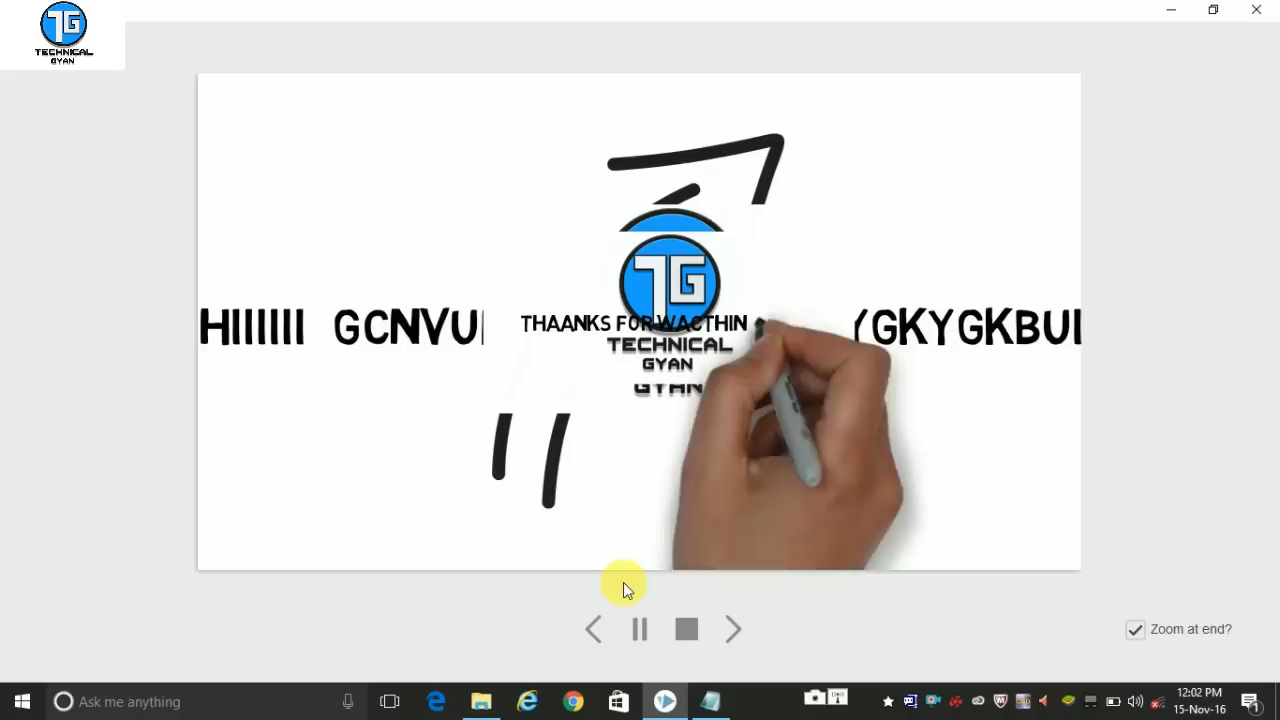 TG
TECHNICAL
GYAN
HIIIIII GCNVU
THAANKS FOR WACTHIN
YGKYGKBUI
TG
TECHNICAL
GYAN
GYAN
Zoom at end?
Ask me anything
12:02 PM
15-Nov-16